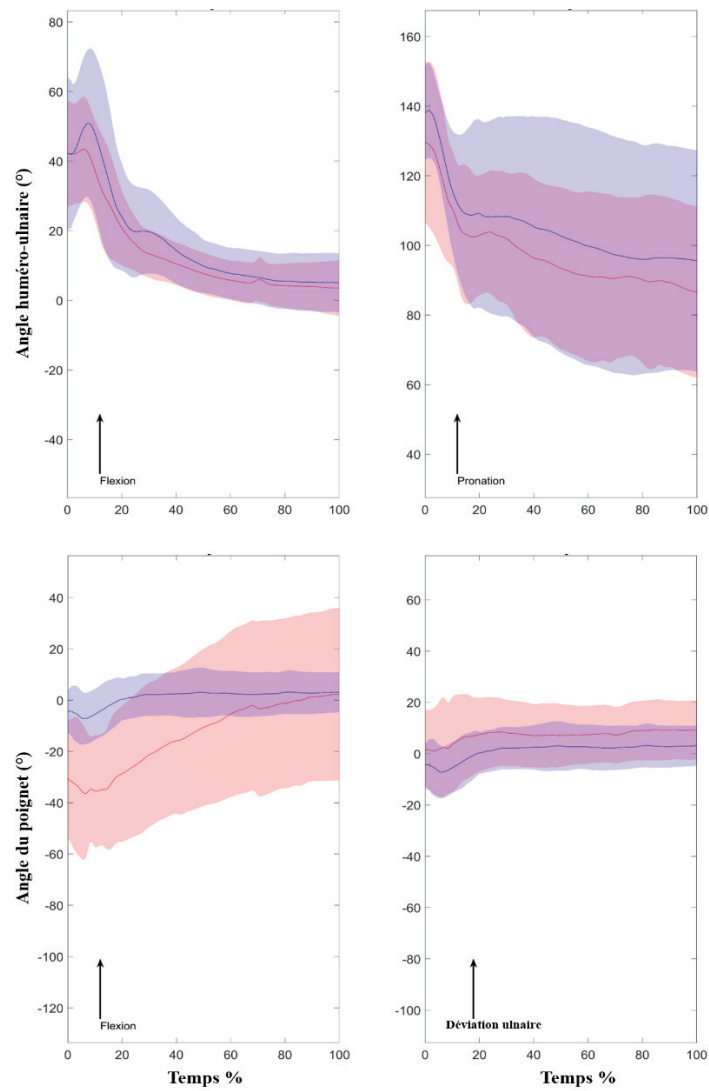 80
60
40
20
0
-20
-40
0 20 40 60 80 100
Flexion
Angle huméro-ulnaire (°)
160
140
120
100
80
60
40
0 20 40 60 80 100
Pronation
40
20
0
-20
-40
-60
-80
-100
-120
0 20 40 60 80 100
Flexion
Angle du poignet (°)
Temps %
60
40
20
0
-20
-40
-60
-80
-100
0 20 40 60 80 100
Déviation ulnaire
Temps %